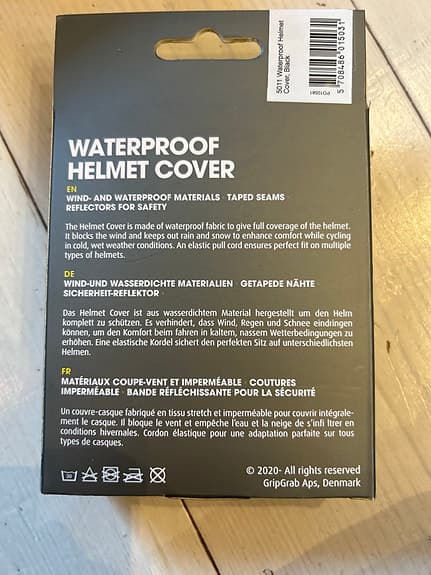 5011 Waterproof Helmet
Cover, Black
PO10581
5 708486 015031
WATERPROOF
HELMET COVER
EN
WIND- AND WATERPROOF MATERIALS · TAPED SEAMS ·
REFLECTORS FOR SAFETY
The Helmet Cover is made of waterproof fabric to give full coverage of the helmet.
It blocks the wind and keeps out rain and snow to enhance comfort while cycling
in cold, wet weather conditions. An elastic pull cord ensures perfect fit on multiple
types of helmets.
DE
WIND-UND WASSERDICHTE MATERIALIEN · GETAPEDE NÄHTE ·
SICHERHEIT-REFLEKTOR ·
Das Helmet Cover ist aus wasserdichtem Material hergestellt um den Helm
komplett zu schützen. Es verhindert, dass Wind, Regen und Schnee eindringen
können, um den Komfort beim fahren in kaltem, nassem Wetterbedingungen zu
erhöhen. Eine elastische Kordel sichert den perfekten Sitz auf unterschiedlichsten
Helmen.
FR
MATÉRIAUX COUPE-VENT ET IMPERMÉABLE · COUTURES
IMPERMÉABLE · BANDE RÉFLÉCHISSANTE POUR LA SÉCURITÉ
Un couvre-casque fabriqué en tissu stretch et imperméable pour couvrir intégrale-
ment le casque. Il bloque le vent et empêche l'eau et la neige de s'infi ltrer en
conditions hivernales. Cordon élastique pour une adaptation parfaite sur tous
types de casques.
© 2020- All rights reserved
GripGrab Aps, Denmark